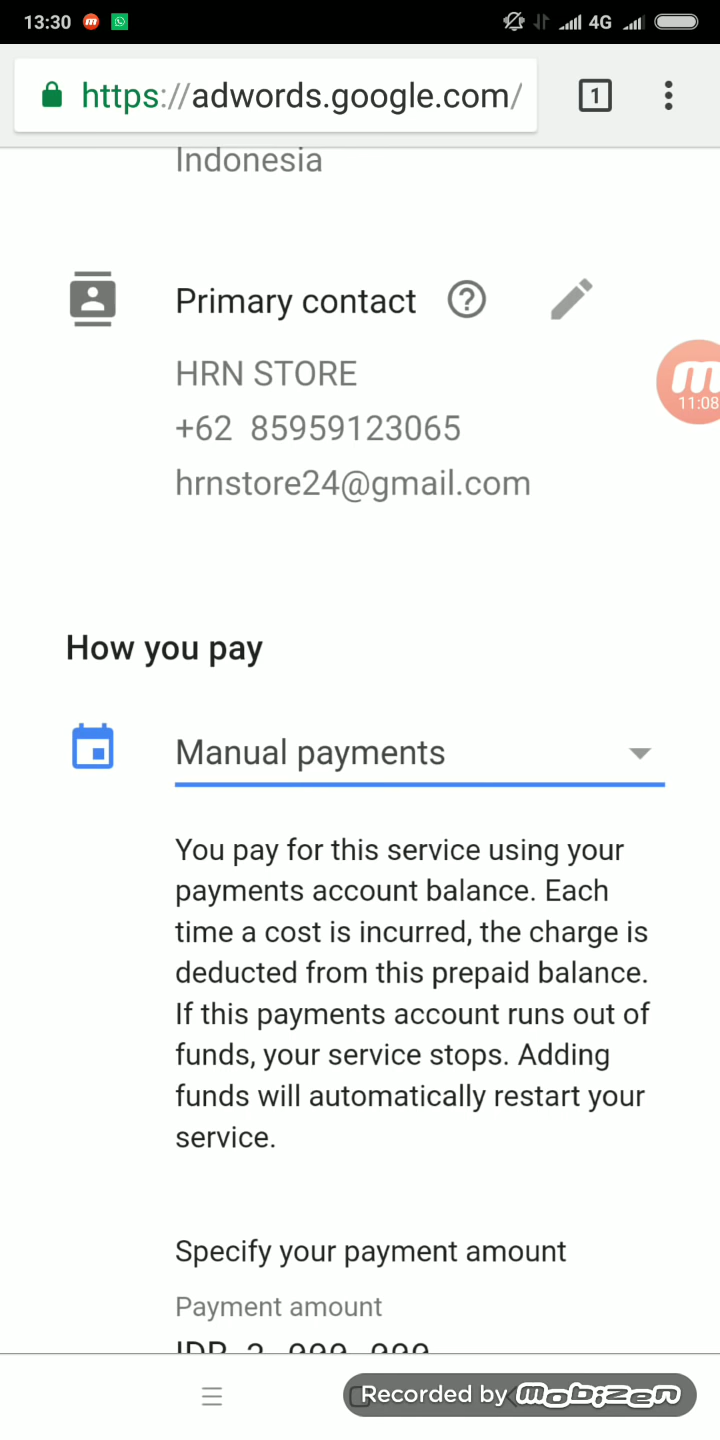 13:30
4G
https://adwords.google.com/
1
Indonesia
Primary contact
HRN STORE
+62 85959123065
hrnstore24@gmail.com
11:08
How you pay
Manual payments
You pay for this service using your
payments account balance. Each
time a cost is incurred, the charge is
deducted from this prepaid balance.
If this payments account runs out of
funds, your service stops. Adding
funds will automatically restart your
service.
Specify your payment amount
Payment amount
Recorded by mobizen